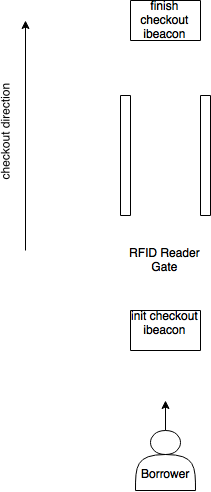 finish
checkout
ibeacon
checkout direction
RFID Reader
Gate
init checkout
ibeacon
Borrower